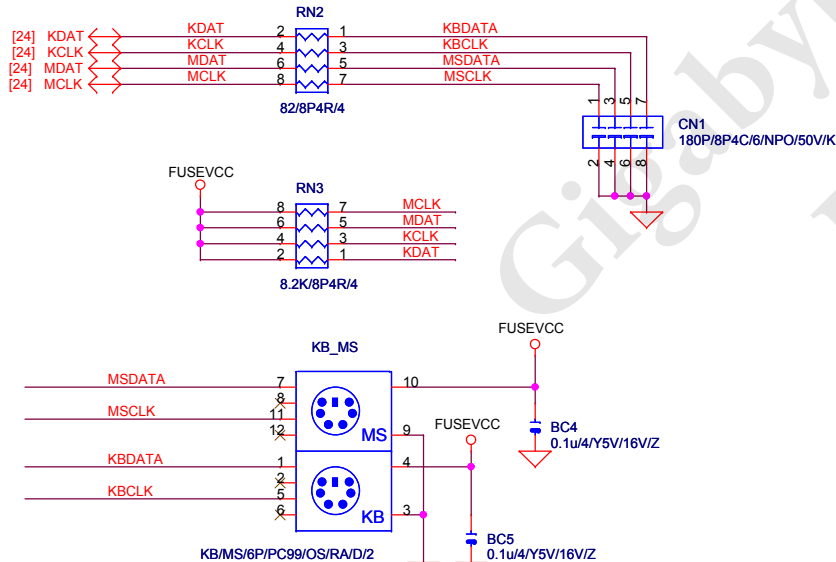 RN2
[24] KDAT KDAT 2 1 KBDATA
[24] KCLK KCLK 4 3 KBCLK
[24] MDAT MDAT 6 5 MSDATA
[24] MCLK MCLK 8 7 MSCLK
82/8P4R/4
1 3 5 7
2 4 6 8
CN1
180P/8P4C/6/NPO/50V/K
FUSEVCC
RN3
8 7 MCLK
6 5 MDAT
4 3 KCLK
2 1 KDAT
8.2K/8P4R/4
Gigaby
KB_MS
FUSEVCC
MSDATA 7 10
8
MSCLK 11
12 MS 9
FUSEVCC
BC4
0.1u/4/Y5V/16V/Z
KBDATA 1 4
2
KBCLK 5
6 KB 3
BC5
0.1u/4/Y5V/16V/Z
KB/MS/6P/PC99/OS/RA/D/2